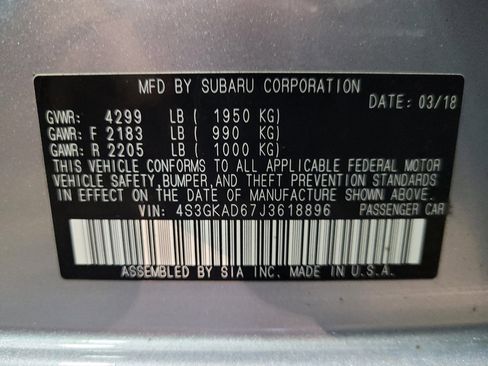 MFD BY SUBARU CORPORATION
DATE: 03/18
GVWR: 4299 LB ( 1950 KG)
GAWR: F 2183 LB ( 990 KG)
GAWR: R 2205 LB ( 1000 KG)
THIS VEHICLE CONFORMS TO ALL APPLICABLE FEDERAL MOTOR
VEHICLE SAFETY, BUMPER, AND THEFT PREVENTION STANDARDS
IN EFFECT ON THE DATE OF MANUFACTURE SHOWN ABOVE.
VIN: 4S3GKAD67J3618896 PASSENGER CAR
ASSEMBLED BY SIA INC. MADE IN U.S.A.